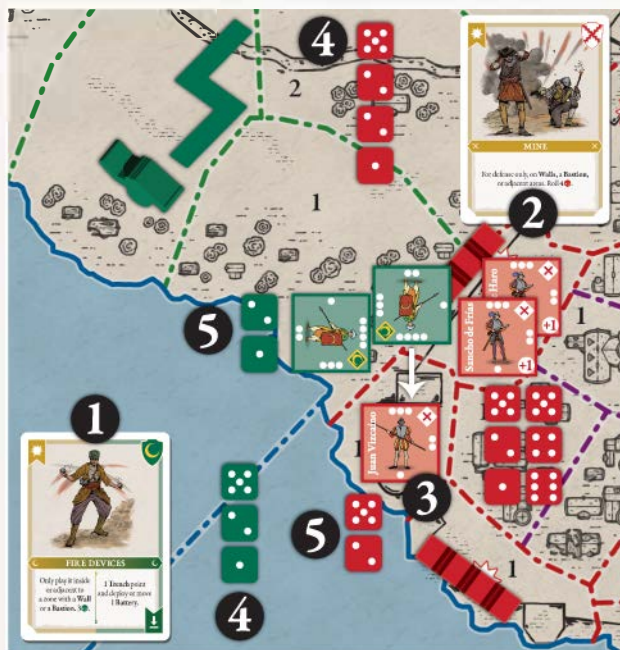 4
2
MINE
For defense only, on Walls, a Bastion,
or adjacent areas. Roll 4
1
2
Haro
Sancho de Frías
+1
+1
1
5
1
FIRE DEVICES
Only play it inside
or adjacent to
a zone with a Wall
or a Bastion. 3
1 Trench point
and deploy or move
1 Battery.
Juan Vizcaíno
3
5
4
1